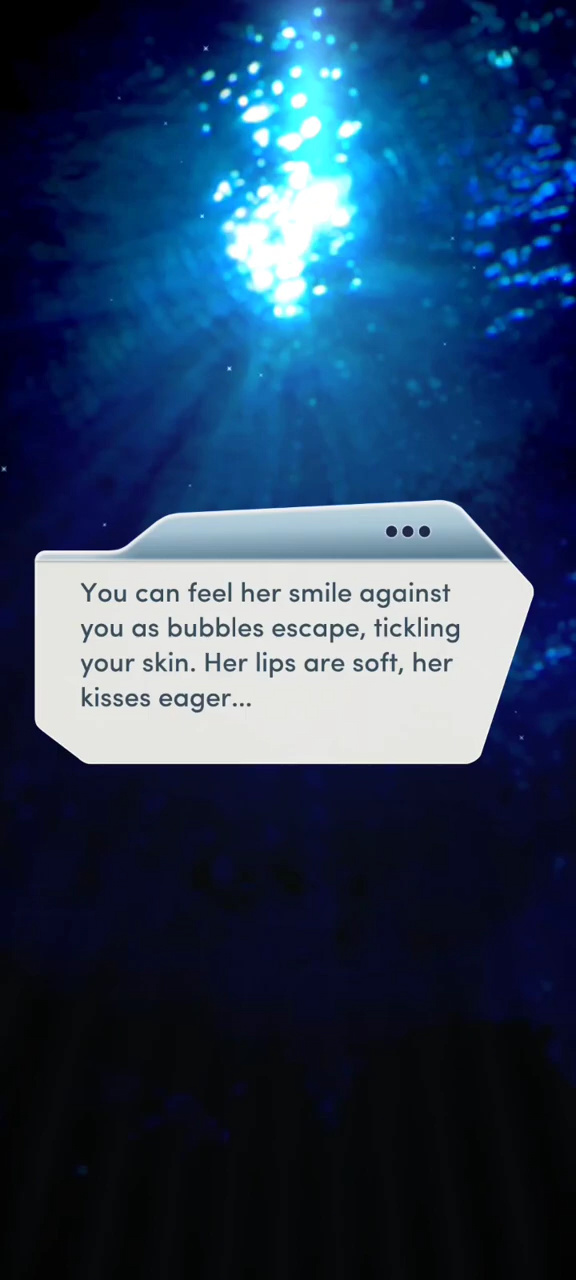 You can feel her smile against
you as bubbles escape, tickling
your skin. Her lips are soft, her
kisses eager...